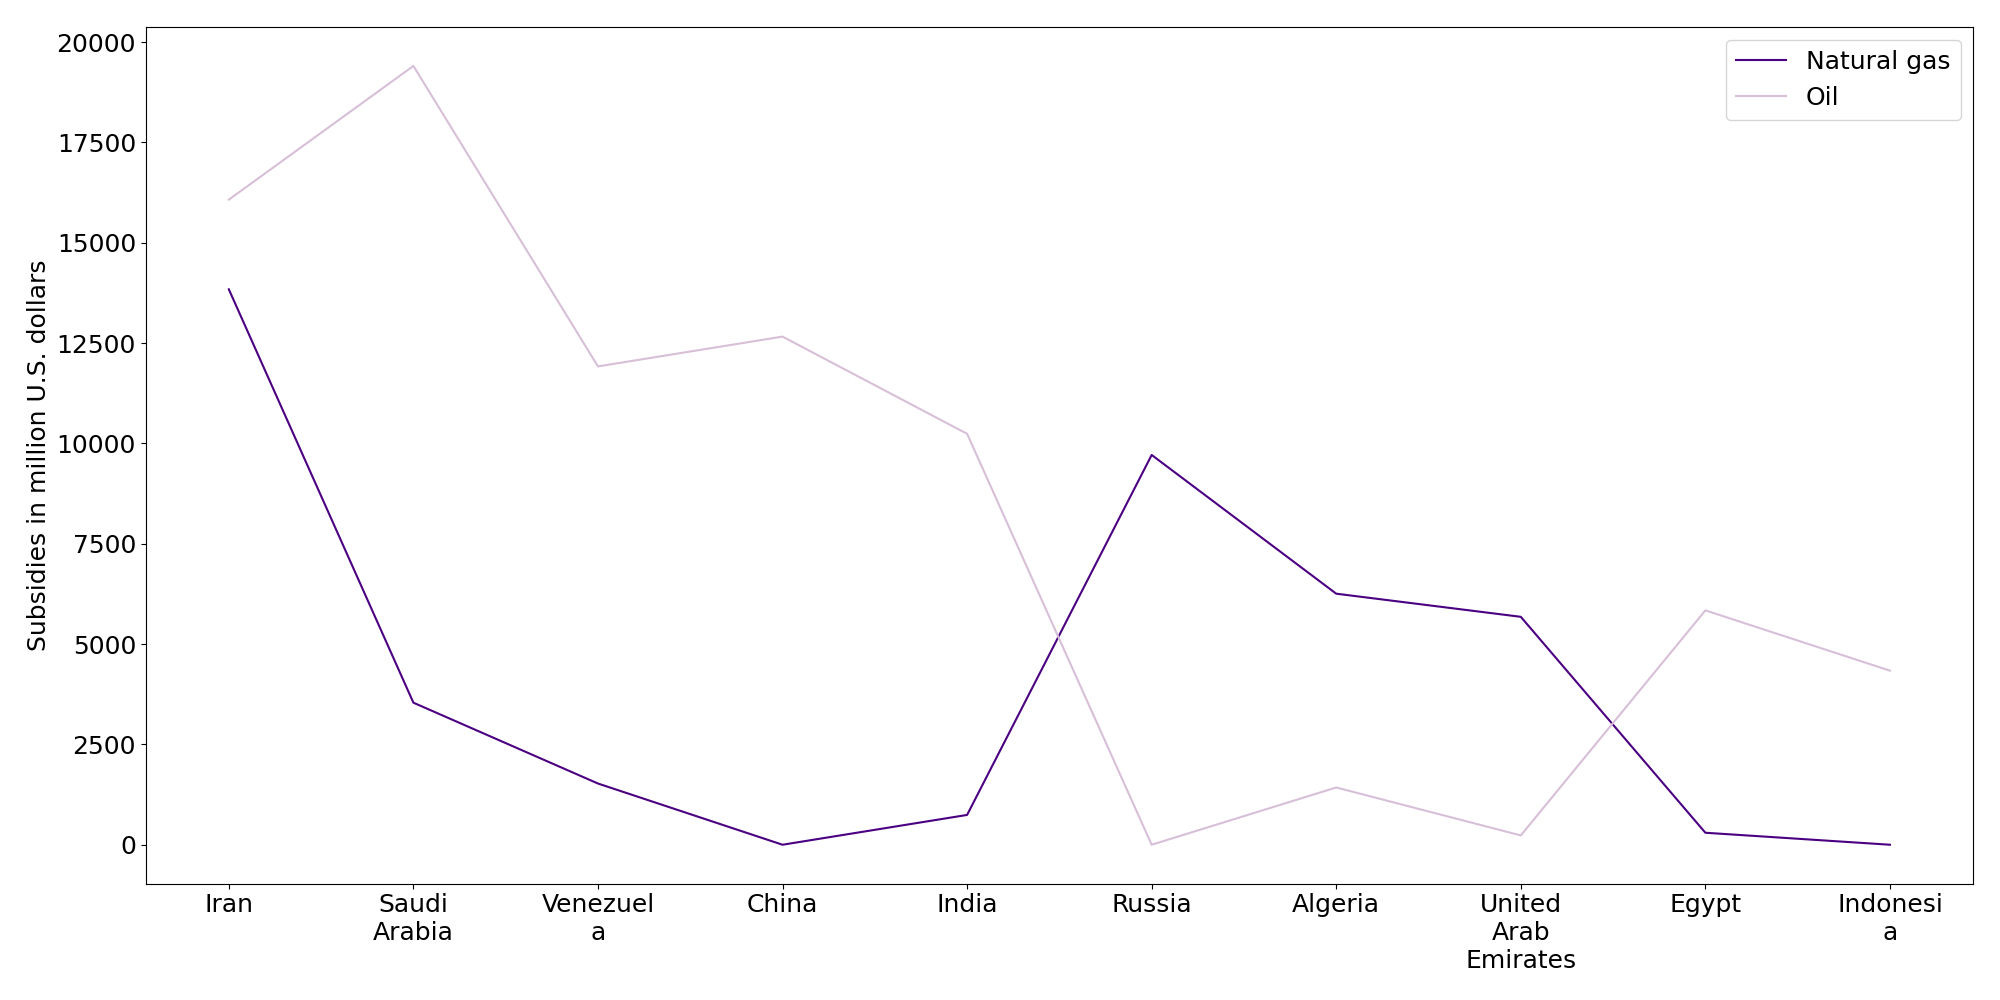 Subsidies in million U.S. dollars
20000
17500
15000
12500
10000
7500
5000
2500
0
Natural gas
Oil
Iran
Saudi
Arabia
Venezuel
a
China
India
Russia
Algeria
United
Arab
Emirates
Egypt
Indonesi
a